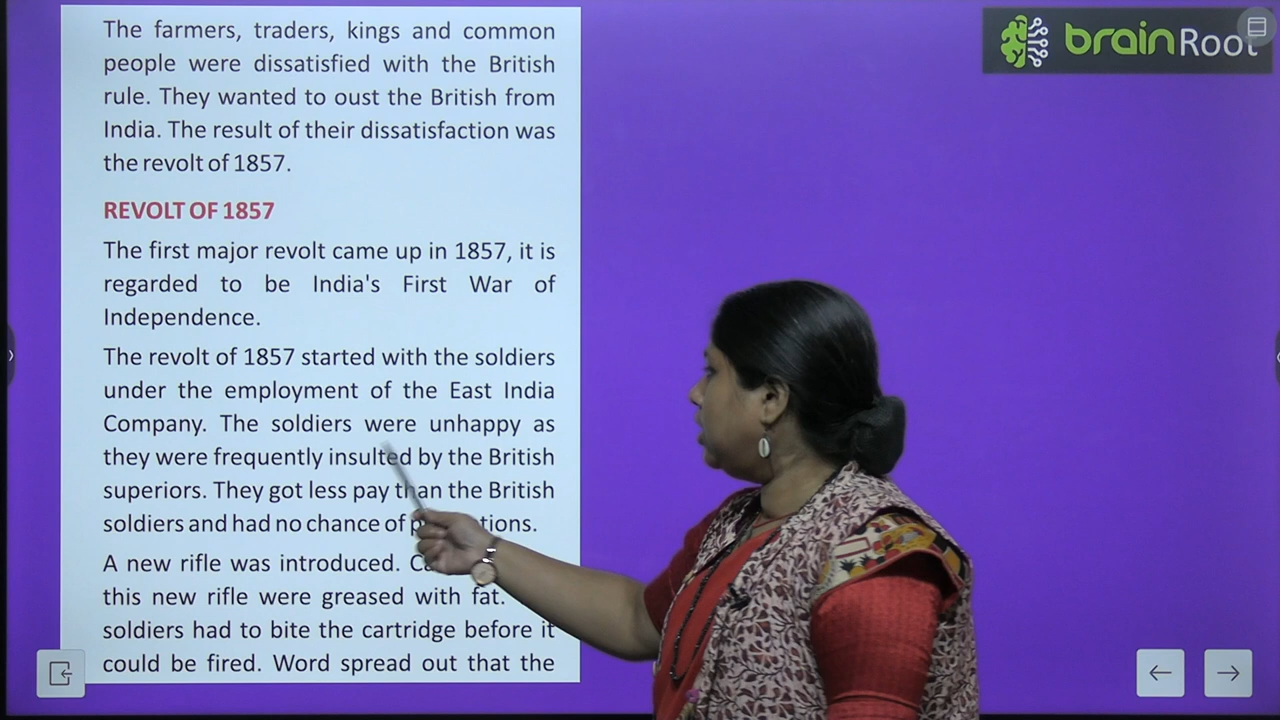 The farmers, traders, kings and common
people were dissatisfied with the British
rule. They wanted to oust the British from
India. The result of their dissatisfaction was
the revolt of 1857.
REVOLT OF 1857
The first major revolt came up in 1857, it is
regarded to be India's First War of
Independence.
The revolt of 1857 started with the soldiers
under the employment of the East India
Company. The soldiers were unhappy as
they were frequently insulted by the British
superiors. They got less pay than the British
soldiers and had no chance of
A new rifle was introduced.
this new rifle were greased with fat.
soldiers had to bite the cartridge before it
could be fired. Word spread out that the
brainRoot